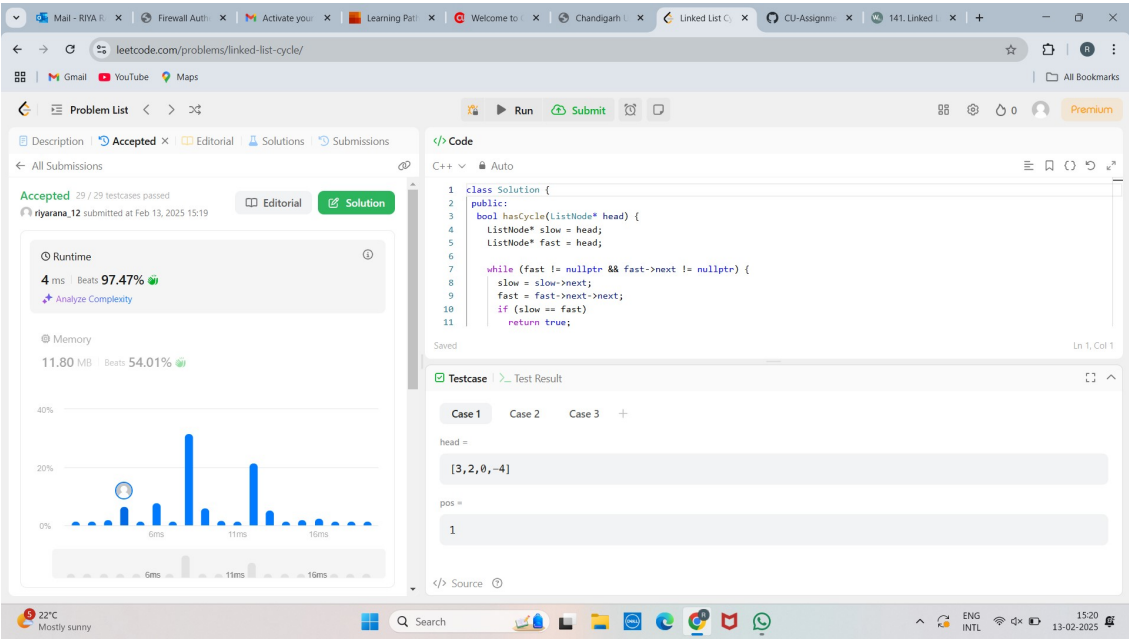 Mail - RIYA R
Firewall Auth
Activate your
Learning Path
Welcome to
Chandigarh U
Linked List Cy
CU-Assignme
141. Linked L
leetcode.com/problems/linked-list-cycle/
R
Gmail
YouTube
Maps
All Bookmarks
Problem List
Run
Submit
0
Premium
Description
Accepted
Editorial
Solutions
Submissions
All Submissions
Accepted 29 / 29 testcases passed
riyarana_12 submitted at Feb 13, 2025 15:19
Editorial
Solution
Runtime
4 ms | Beats 97.47%
Analyze Complexity
Memory
11.80 MB | Beats 54.01%
40%
20%
0%
6ms 11ms 16ms
6ms 11ms 16ms
</> Code
C++ Auto
1 class Solution {
2 public:
3 bool hasCycle(ListNode* head) {
4 ListNode* slow = head;
5 ListNode* fast = head;
6
7 while (fast != nullptr && fast->next != nullptr) {
8 slow = slow->next;
9 fast = fast->next->next;
10 if (slow == fast)
11 return true;
Saved
Ln 1, Col 1
Testcase | >_ Test Result
Case 1 Case 2 Case 3 +
head =
[3,2,0,-4]
pos =
1
</> Source
5
22°C
Mostly sunny
Search
DELL
ENG
INTL
15:20
13-02-2025